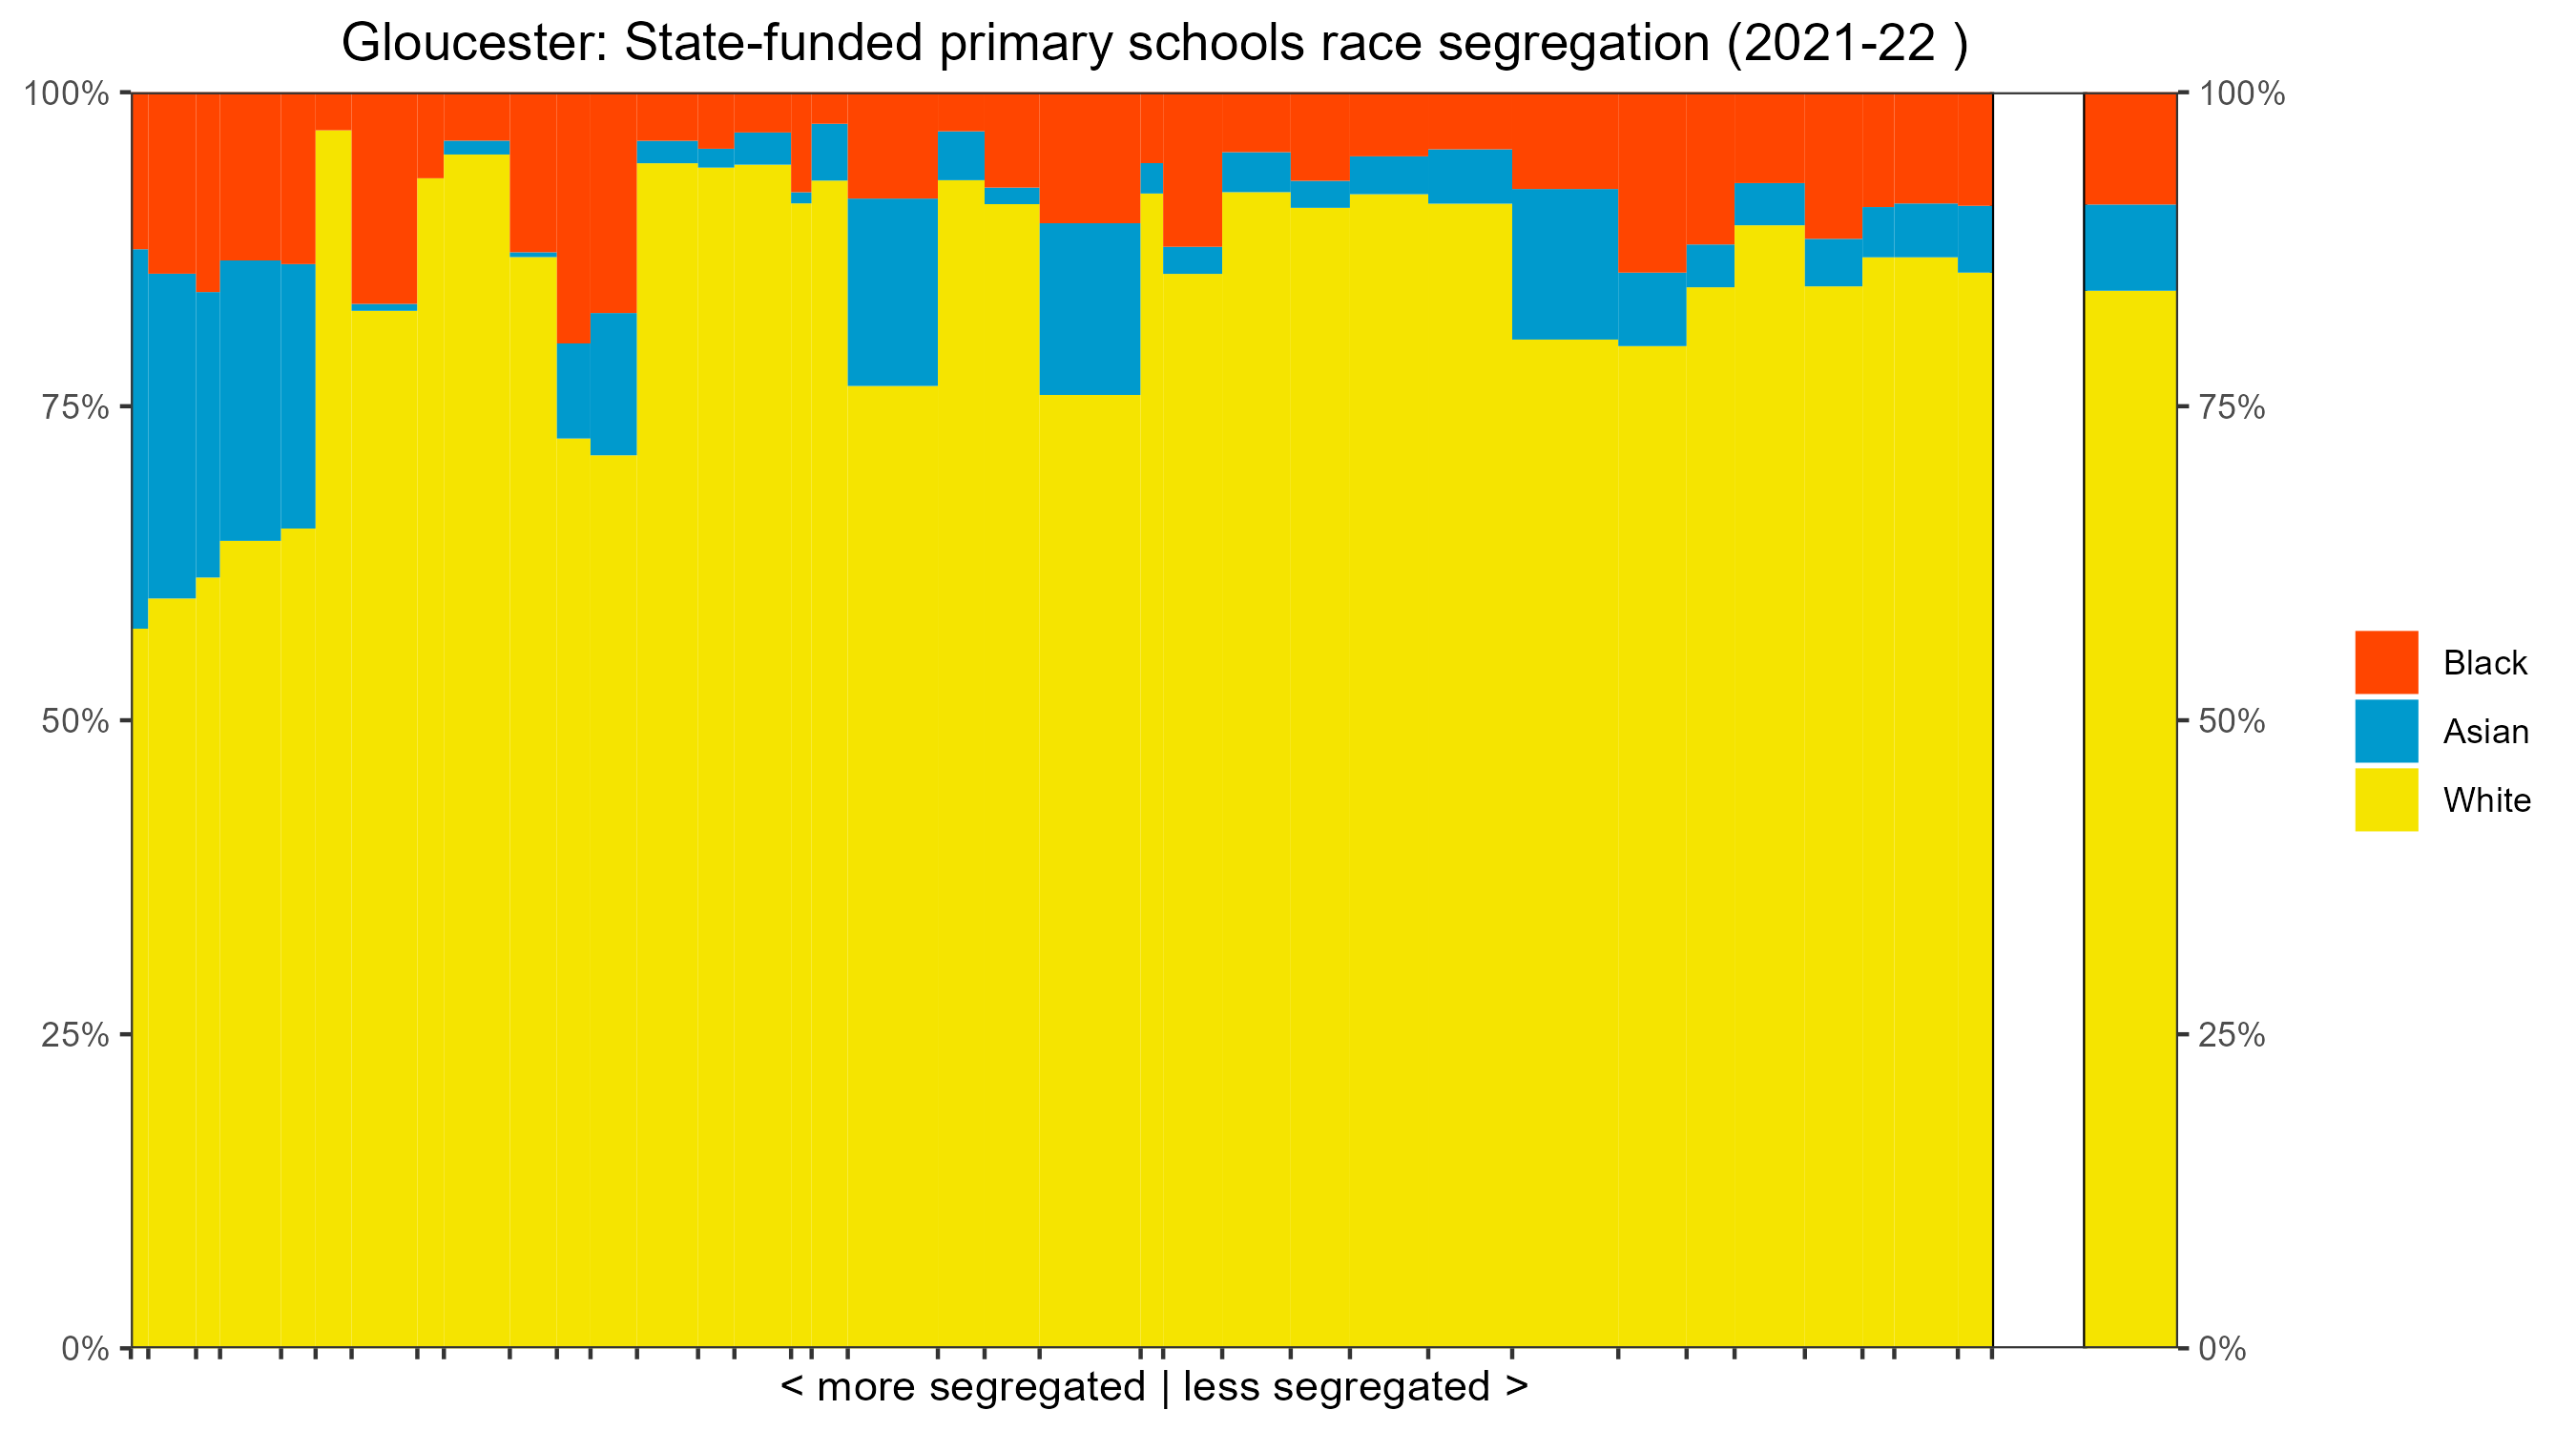 Gloucester: State-funded primary schools race segregation (2021-22 )
100%
75%
50%
25%
0%
100%
75%
50%
25%
0%
Black
Asian
White
< more segregated | less segregated >